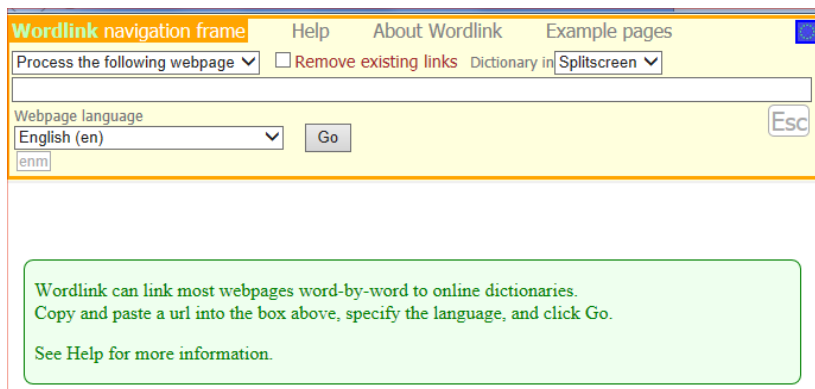 Wordlink navigation frame Help About Wordlink Example pages
Process the following webpage Remove existing links Dictionary in Splitscreen
Webpage language
English (en) Go Esc
enm
Wordlink can link most webpages word-by-word to online dictionaries.
Copy and paste a url into the box above, specify the language, and click Go.
See Help for more information.